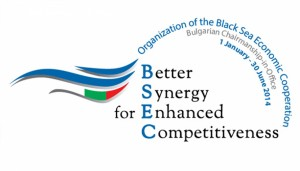 Organization of the Black Sea Economic Cooperation
Bulgarian Chairmanship-in-Office
1 January - 30 June 2014
Better
Synergy
for Enhanced
Competitiveness